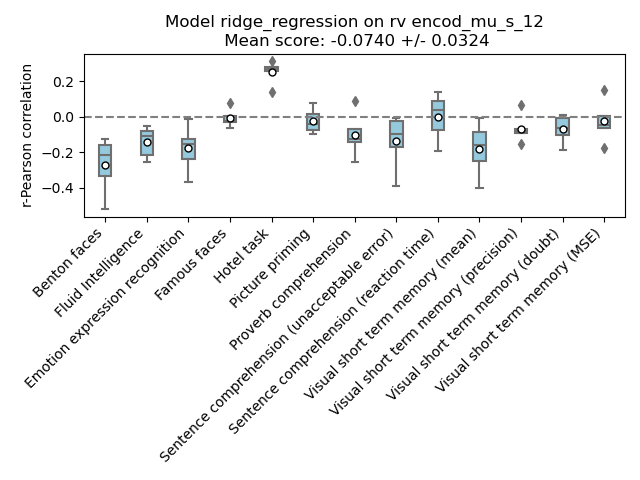 Model ridge_regression on rv encod_mu_s_12
Mean score: -0.0740 +/- 0.0324
r-Pearson correlation
0.2
0.0
−0.2
−0.4
Benton faces
Fluid Intelligence
Emotion expression recognition
Famous faces
Hotel task
Picture priming
Proverb comprehension
Sentence comprehension (unacceptable error)
Sentence comprehension (reaction time)
Visual short term memory (mean)
Visual short term memory (precision)
Visual short term memory (doubt)
Visual short term memory (MSE)